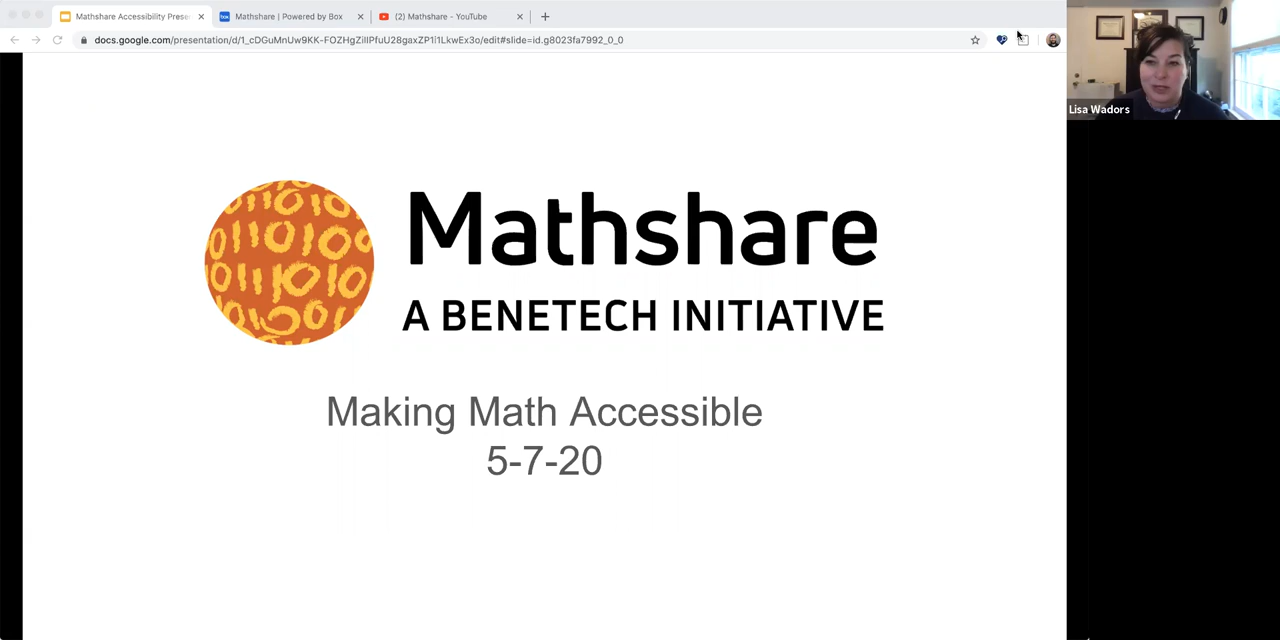 Mathshare Accessibility Prese
Mathshare | Powered by Box
(2) Mathshare - YouTube
docs.google.com/presentation/d/1_cDGuMnUw9KK-FOZHgZiIIPfuU28gaxZP1i1LkwEx3o/edit#slide=id.g8023fa7992_0_0
Lisa Wadors
Mathshare
A BENETECH INITIATIVE
Making Math Accessible
5-7-20